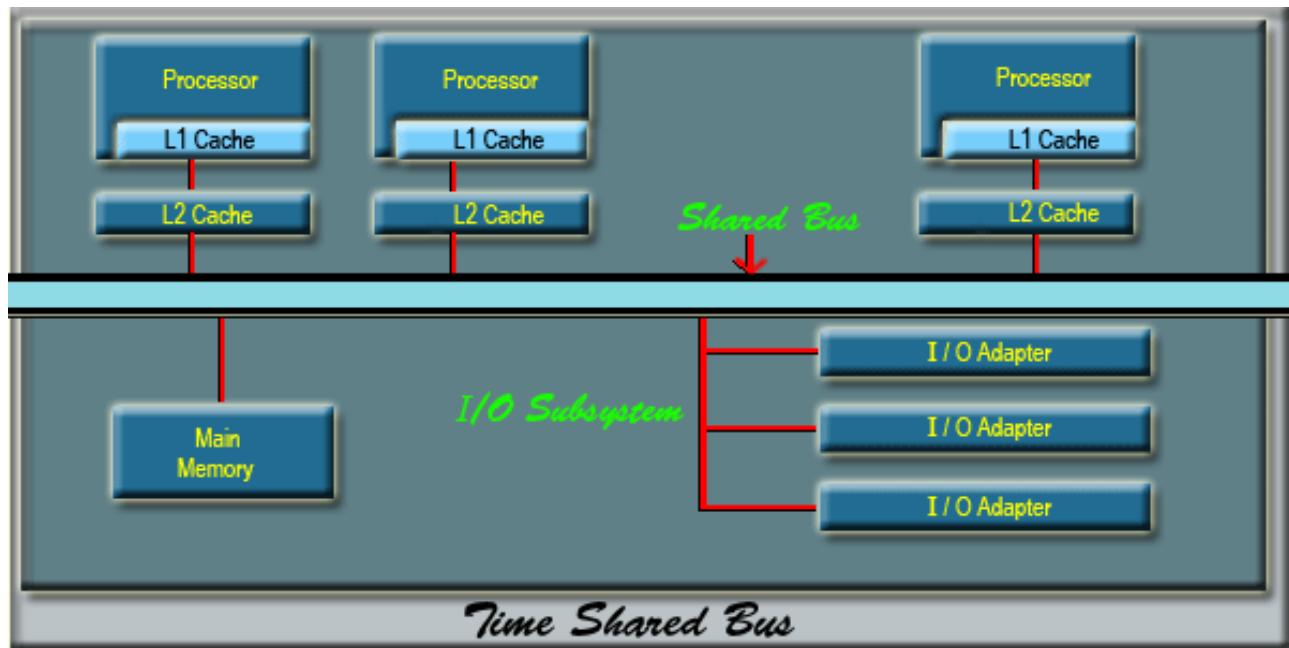 Processor
Processor
Processor
L1 Cache
L1 Cache
L1 Cache
L2 Cache
L2 Cache
L2 Cache
Shared Bus
I / O Adapter
I/O Subsystem
I / O Adapter
Main
Memory
I / O Adapter
Time Shared Bus